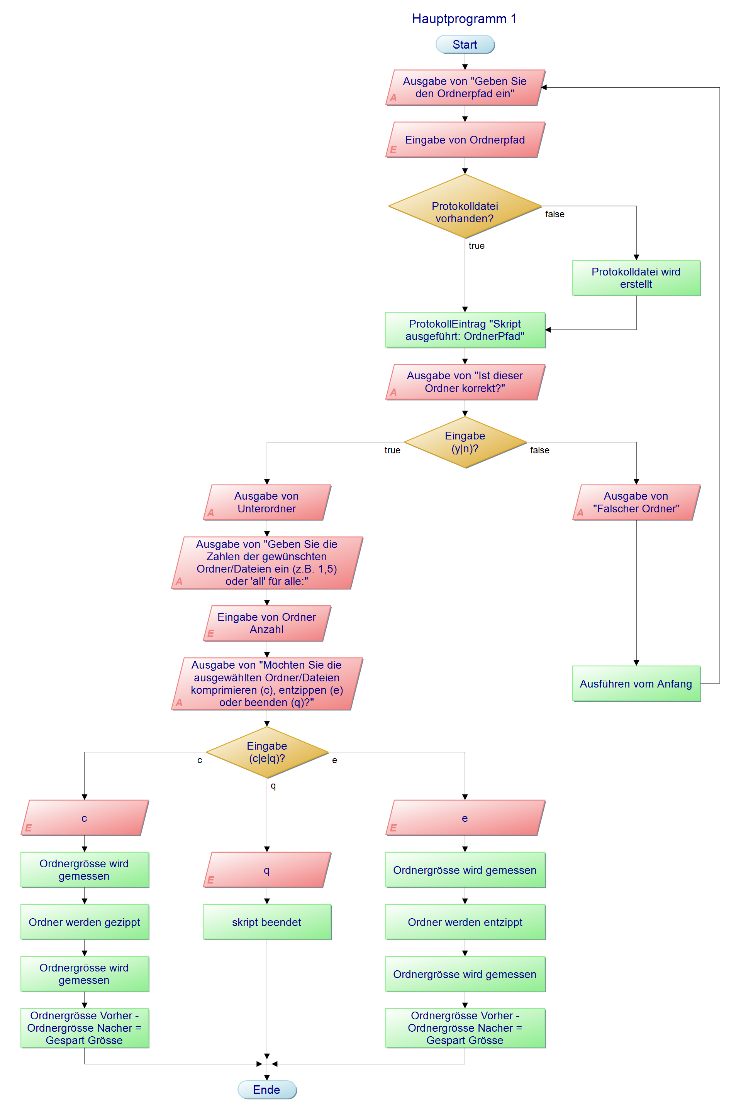 Hauptprogramm 1
Start
Ausgabe von "Geben Sie
den Ordnerpfad ein"
A
Eingabe von Ordnerpfad
E
Protokolldatei
vorhanden?
false
true
Protokolldatei wird
erstellt
ProtokollEintrag "Skript
ausgeführt: OrdnerPfad"
Ausgabe von "Ist dieser
Ordner korrekt?"
A
Eingabe
(y|n)?
true
false
Ausgabe von
Unterordner
A
Ausgabe von
"Falscher Ordner"
A
Ausgabe von "Geben Sie die
Zahlen der gewünschten
Ordner/Dateien ein (z.B. 1,5)
oder 'all' für alle:"
A
Eingabe von Ordner
Anzahl
E
Ausgabe von "Möchten Sie die
ausgewählten Ordner/Dateien
komprimieren (c), entzippen (e)
oder beenden (q)?"
A
Ausführen vom Anfang
Eingabe
(c|e|q)?
c
e
q
c
E
e
E
Ordnergrösse wird
gemessen
q
E
Ordnergrösse wird gemessen
Ordner werden gezippt
skript beendet
Ordner werden entzippt
Ordnergrösse wird
gemessen
Ordnergrösse wird gemessen
Ordnergrösse Vorher -
Ordnergrösse Nacher =
Gespart Grösse
Ordnergrösse Vorher -
Ordnergrösse Nacher =
Gespart Grösse
Ende